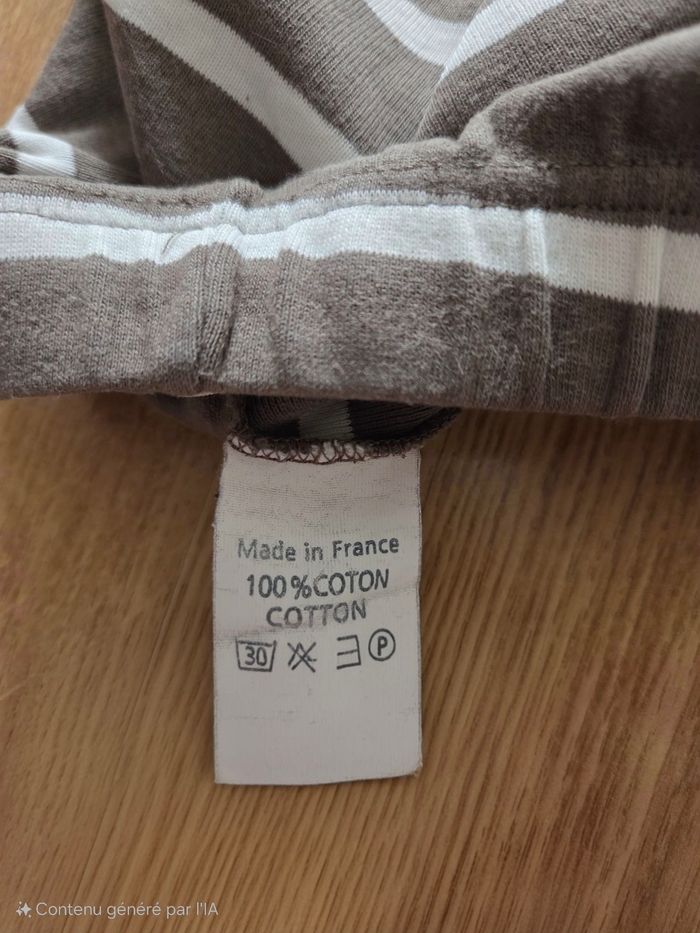 Made in France
100%COTON
COTTON
30 P
Contenu généré par l'IA